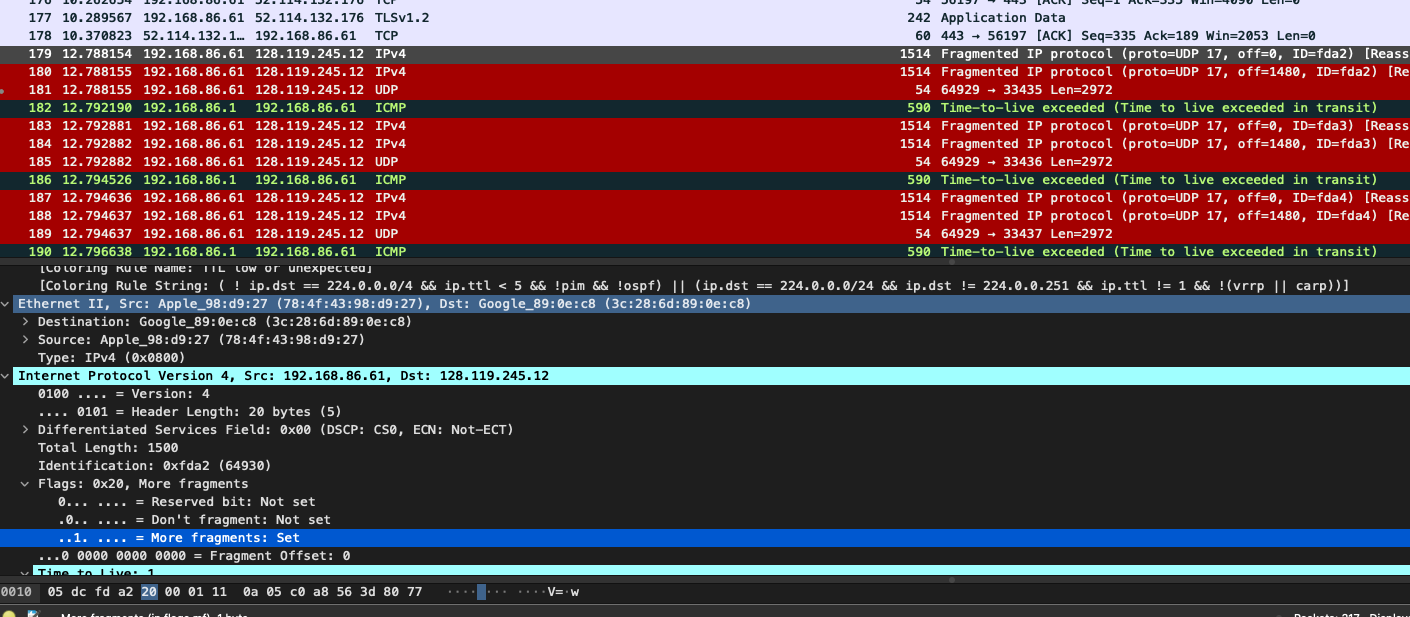 176 10.262654 192.168.86.61 52.114.132.176 TCP 54 56197 → 443 [ACK] Seq=1 Ack=335 Win=4090 Len=0
177 10.289567 192.168.86.61 52.114.132.176 TLSv1.2 242 Application Data
178 10.370823 52.114.132.1… 192.168.86.61 TCP 60 443 → 56197 [ACK] Seq=335 Ack=189 Win=2053 Len=0
179 12.788154 192.168.86.61 128.119.245.12 IPv4 1514 Fragmented IP protocol (proto=UDP 17, off=0, ID=fda2) [Reass
180 12.788155 192.168.86.61 128.119.245.12 IPv4 1514 Fragmented IP protocol (proto=UDP 17, off=1480, ID=fda2) [Re
181 12.788155 192.168.86.61 128.119.245.12 UDP 54 64929 → 33435 Len=2972
182 12.792190 192.168.86.1 192.168.86.61 ICMP 590 Time-to-live exceeded (Time to live exceeded in transit)
183 12.792881 192.168.86.61 128.119.245.12 IPv4 1514 Fragmented IP protocol (proto=UDP 17, off=0, ID=fda3) [Reass
184 12.792882 192.168.86.61 128.119.245.12 IPv4 1514 Fragmented IP protocol (proto=UDP 17, off=1480, ID=fda3) [Re
185 12.792882 192.168.86.61 128.119.245.12 UDP 54 64929 → 33436 Len=2972
186 12.794526 192.168.86.1 192.168.86.61 ICMP 590 Time-to-live exceeded (Time to live exceeded in transit)
187 12.794636 192.168.86.61 128.119.245.12 IPv4 1514 Fragmented IP protocol (proto=UDP 17, off=0, ID=fda4) [Reass
188 12.794637 192.168.86.61 128.119.245.12 IPv4 1514 Fragmented IP protocol (proto=UDP 17, off=1480, ID=fda4) [Re
189 12.794637 192.168.86.61 128.119.245.12 UDP 54 64929 → 33437 Len=2972
190 12.796638 192.168.86.1 192.168.86.61 ICMP 590 Time-to-live exceeded (Time to live exceeded in transit)
[Coloring Rule Name: TTL low or unexpected]
[Coloring Rule String: ( ! ip.dst == 224.0.0.0/4 && ip.ttl < 5 && !pim && !ospf) || (ip.dst == 224.0.0.0/24 && ip.dst != 224.0.0.251 && ip.ttl != 1 && !(vrrp || carp))]
Ethernet II, Src: Apple_98:d9:27 (78:4f:43:98:d9:27), Dst: Google_89:0e:c8 (3c:28:6d:89:0e:c8)
Destination: Google_89:0e:c8 (3c:28:6d:89:0e:c8)
Source: Apple_98:d9:27 (78:4f:43:98:d9:27)
Type: IPv4 (0x0800)
Internet Protocol Version 4, Src: 192.168.86.61, Dst: 128.119.245.12
0100 .... = Version: 4
.... 0101 = Header Length: 20 bytes (5)
Differentiated Services Field: 0x00 (DSCP: CS0, ECN: Not-ECT)
Total Length: 1500
Identification: 0xfda2 (64930)
Flags: 0x20, More fragments
0... .... = Reserved bit: Not set
.0.. .... = Don't fragment: Not set
..1. .... = More fragments: Set
...0 0000 0000 0000 = Fragment Offset: 0
Time to Live: 1
0010 05 dc fd a2 20 00 01 11 0a 05 c0 a8 56 3d 80 77 ···· ··· ····V=·w
More fragments (ip.flags.mf), 1 byte
Packets: 217